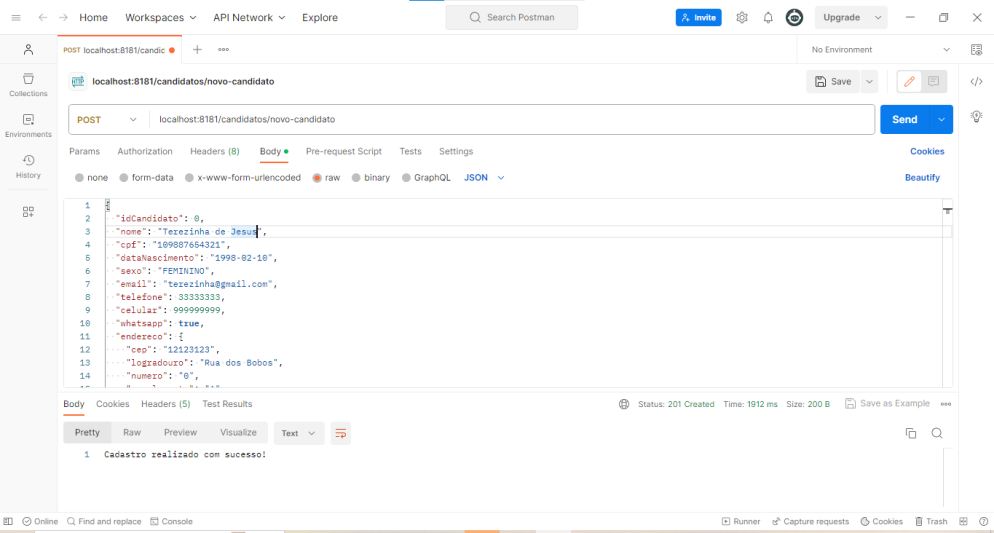 Home Workspaces API Network Explore Search Postman Invite Upgrade
POST localhost:8181/candic No Environment
localhost:8181/candidatos/novo-candidato Save
Collections
POST localhost:8181/candidatos/novo-candidato Send
Environments
Params Authorization Headers (8) Body Pre-request Script Tests Settings Cookies
History
none form-data x-www-form-urlencoded raw binary GraphQL JSON Beautify
1 {
2 "idCandidato": 0,
3 "nome": "Terezinha de Jesus",
4 "cpf": "109887654321",
5 "dataNascimento": "1998-02-10",
6 "sexo": "FEMININO",
7 "email": "terezinha@gmail.com",
8 "telefone": 33333333,
9 "celular": 999999999,
10 "whatsapp": true,
11 "endereco": {
12 "cep": "12123123",
13 "logradouro": "Rua dos Bobos",
14 "numero": "0",
Body Cookies Headers (5) Test Results Status: 201 Created Time: 1912 ms Size: 200 B Save as Example
Pretty Raw Preview Visualize Text
1 Cadastro realizado com sucesso!
Online Find and replace Console Runner Capture requests Cookies Trash